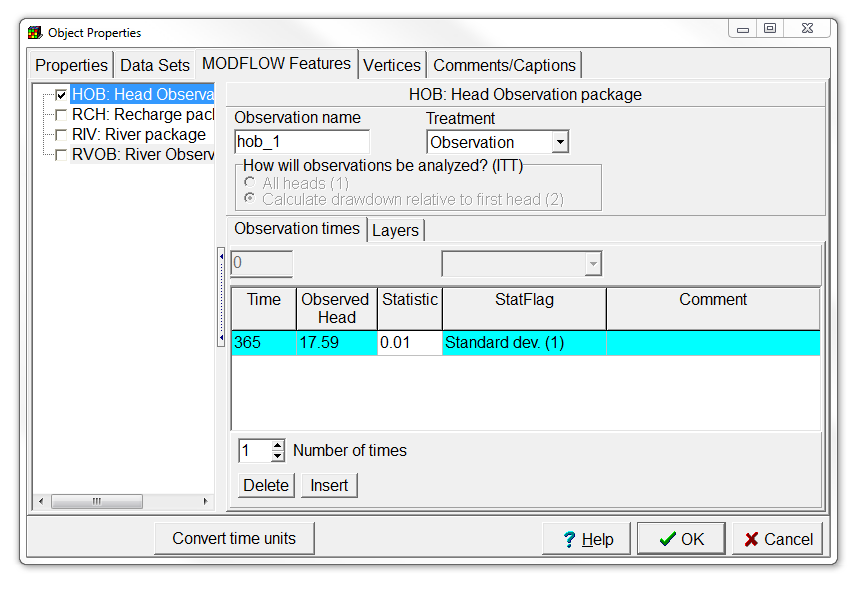 Object Properties
Properties Data Sets MODFLOW Features Vertices Comments/Captions
HOB: Head Observa
RCH: Recharge pac
RIV: River package
RVOB: River Observ
HOB: Head Observation package
Observation name Treatment
hob_1 Observation
How will observations be analyzed? (ITT)
All heads (1)
Calculate drawdown relative to first head (2)
Observation times Layers
0
Time Observed Head Statistic StatFlag Comment
365 17.59 0.01 Standard dev. (1)
1 Number of times
Delete Insert
Convert time units ? Help OK Cancel